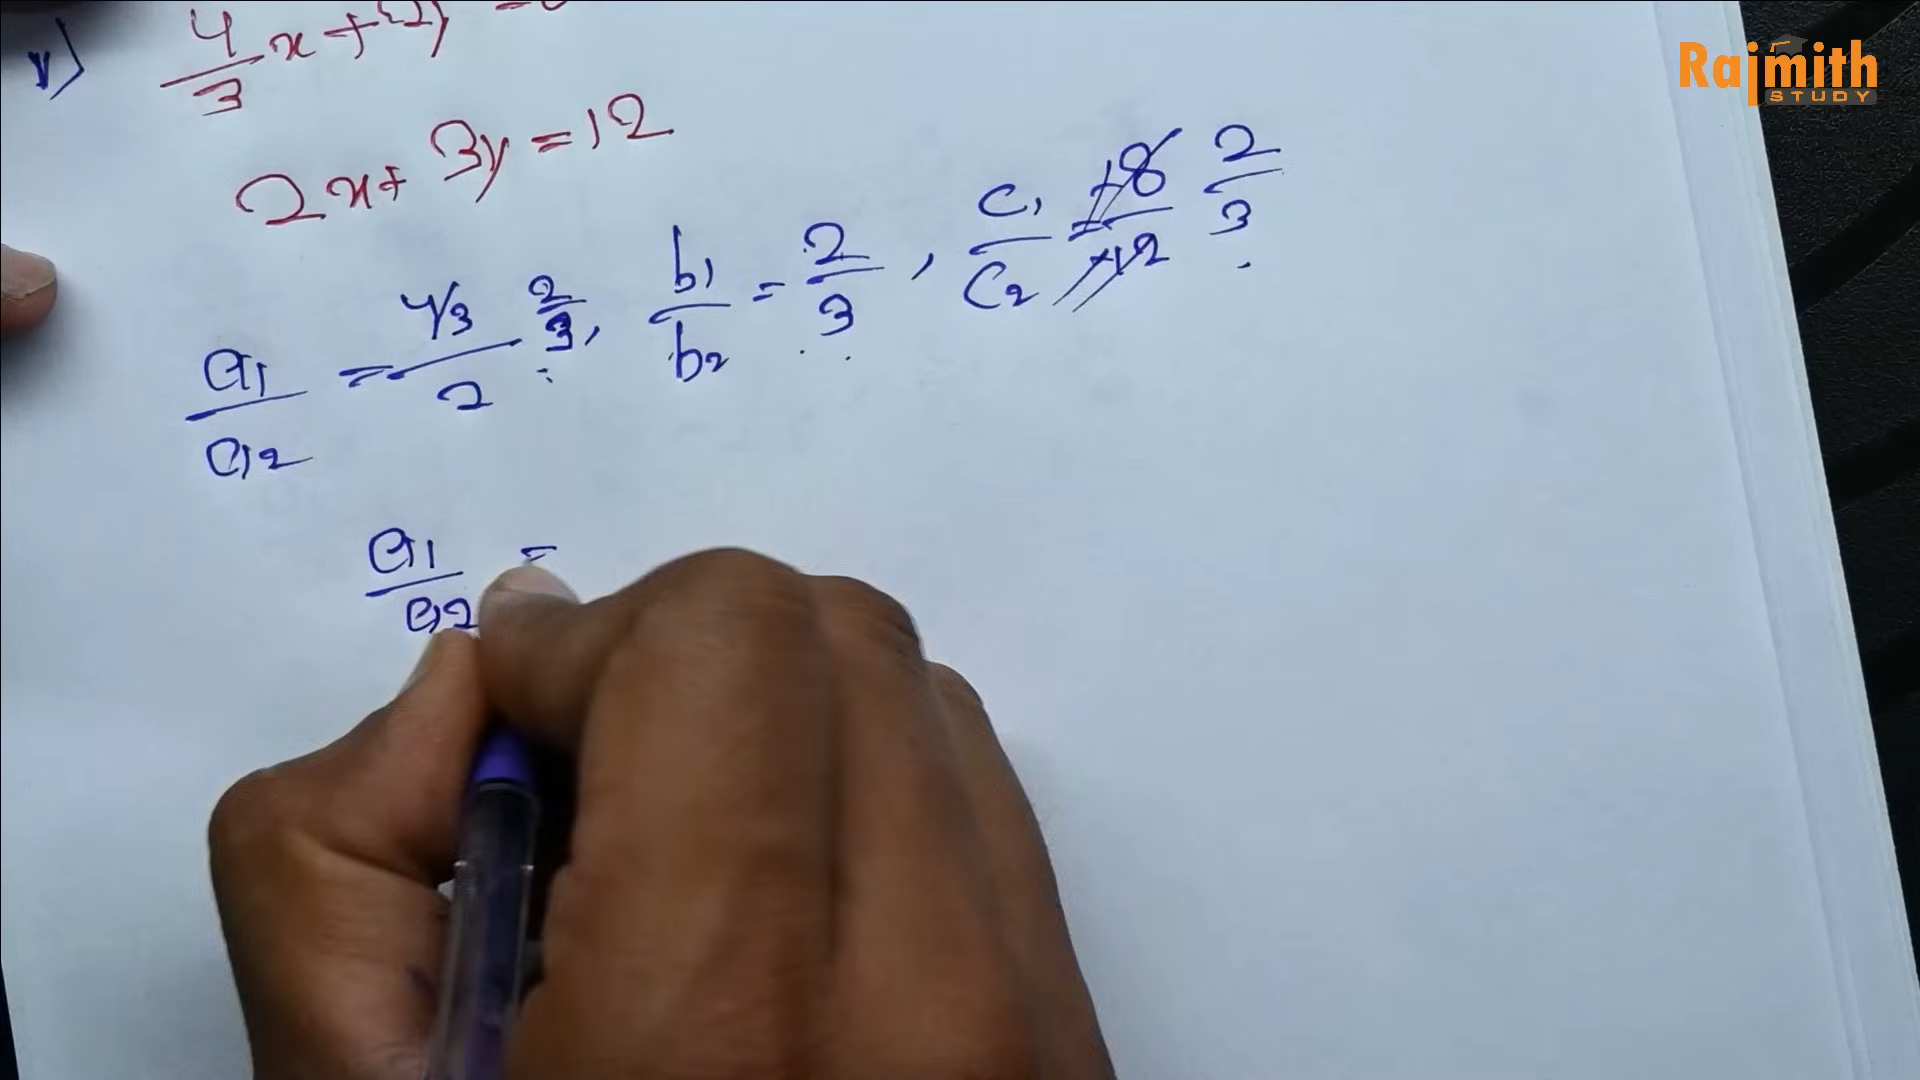 v) 4/3 x + 2y =
2x + 3y = 12
a1/a2 = 4/3/2 2/3, b1/b2 = 2/3, c1/c2 = +8/+12 2/3
a1/a2 =
Rajmith
STUDY